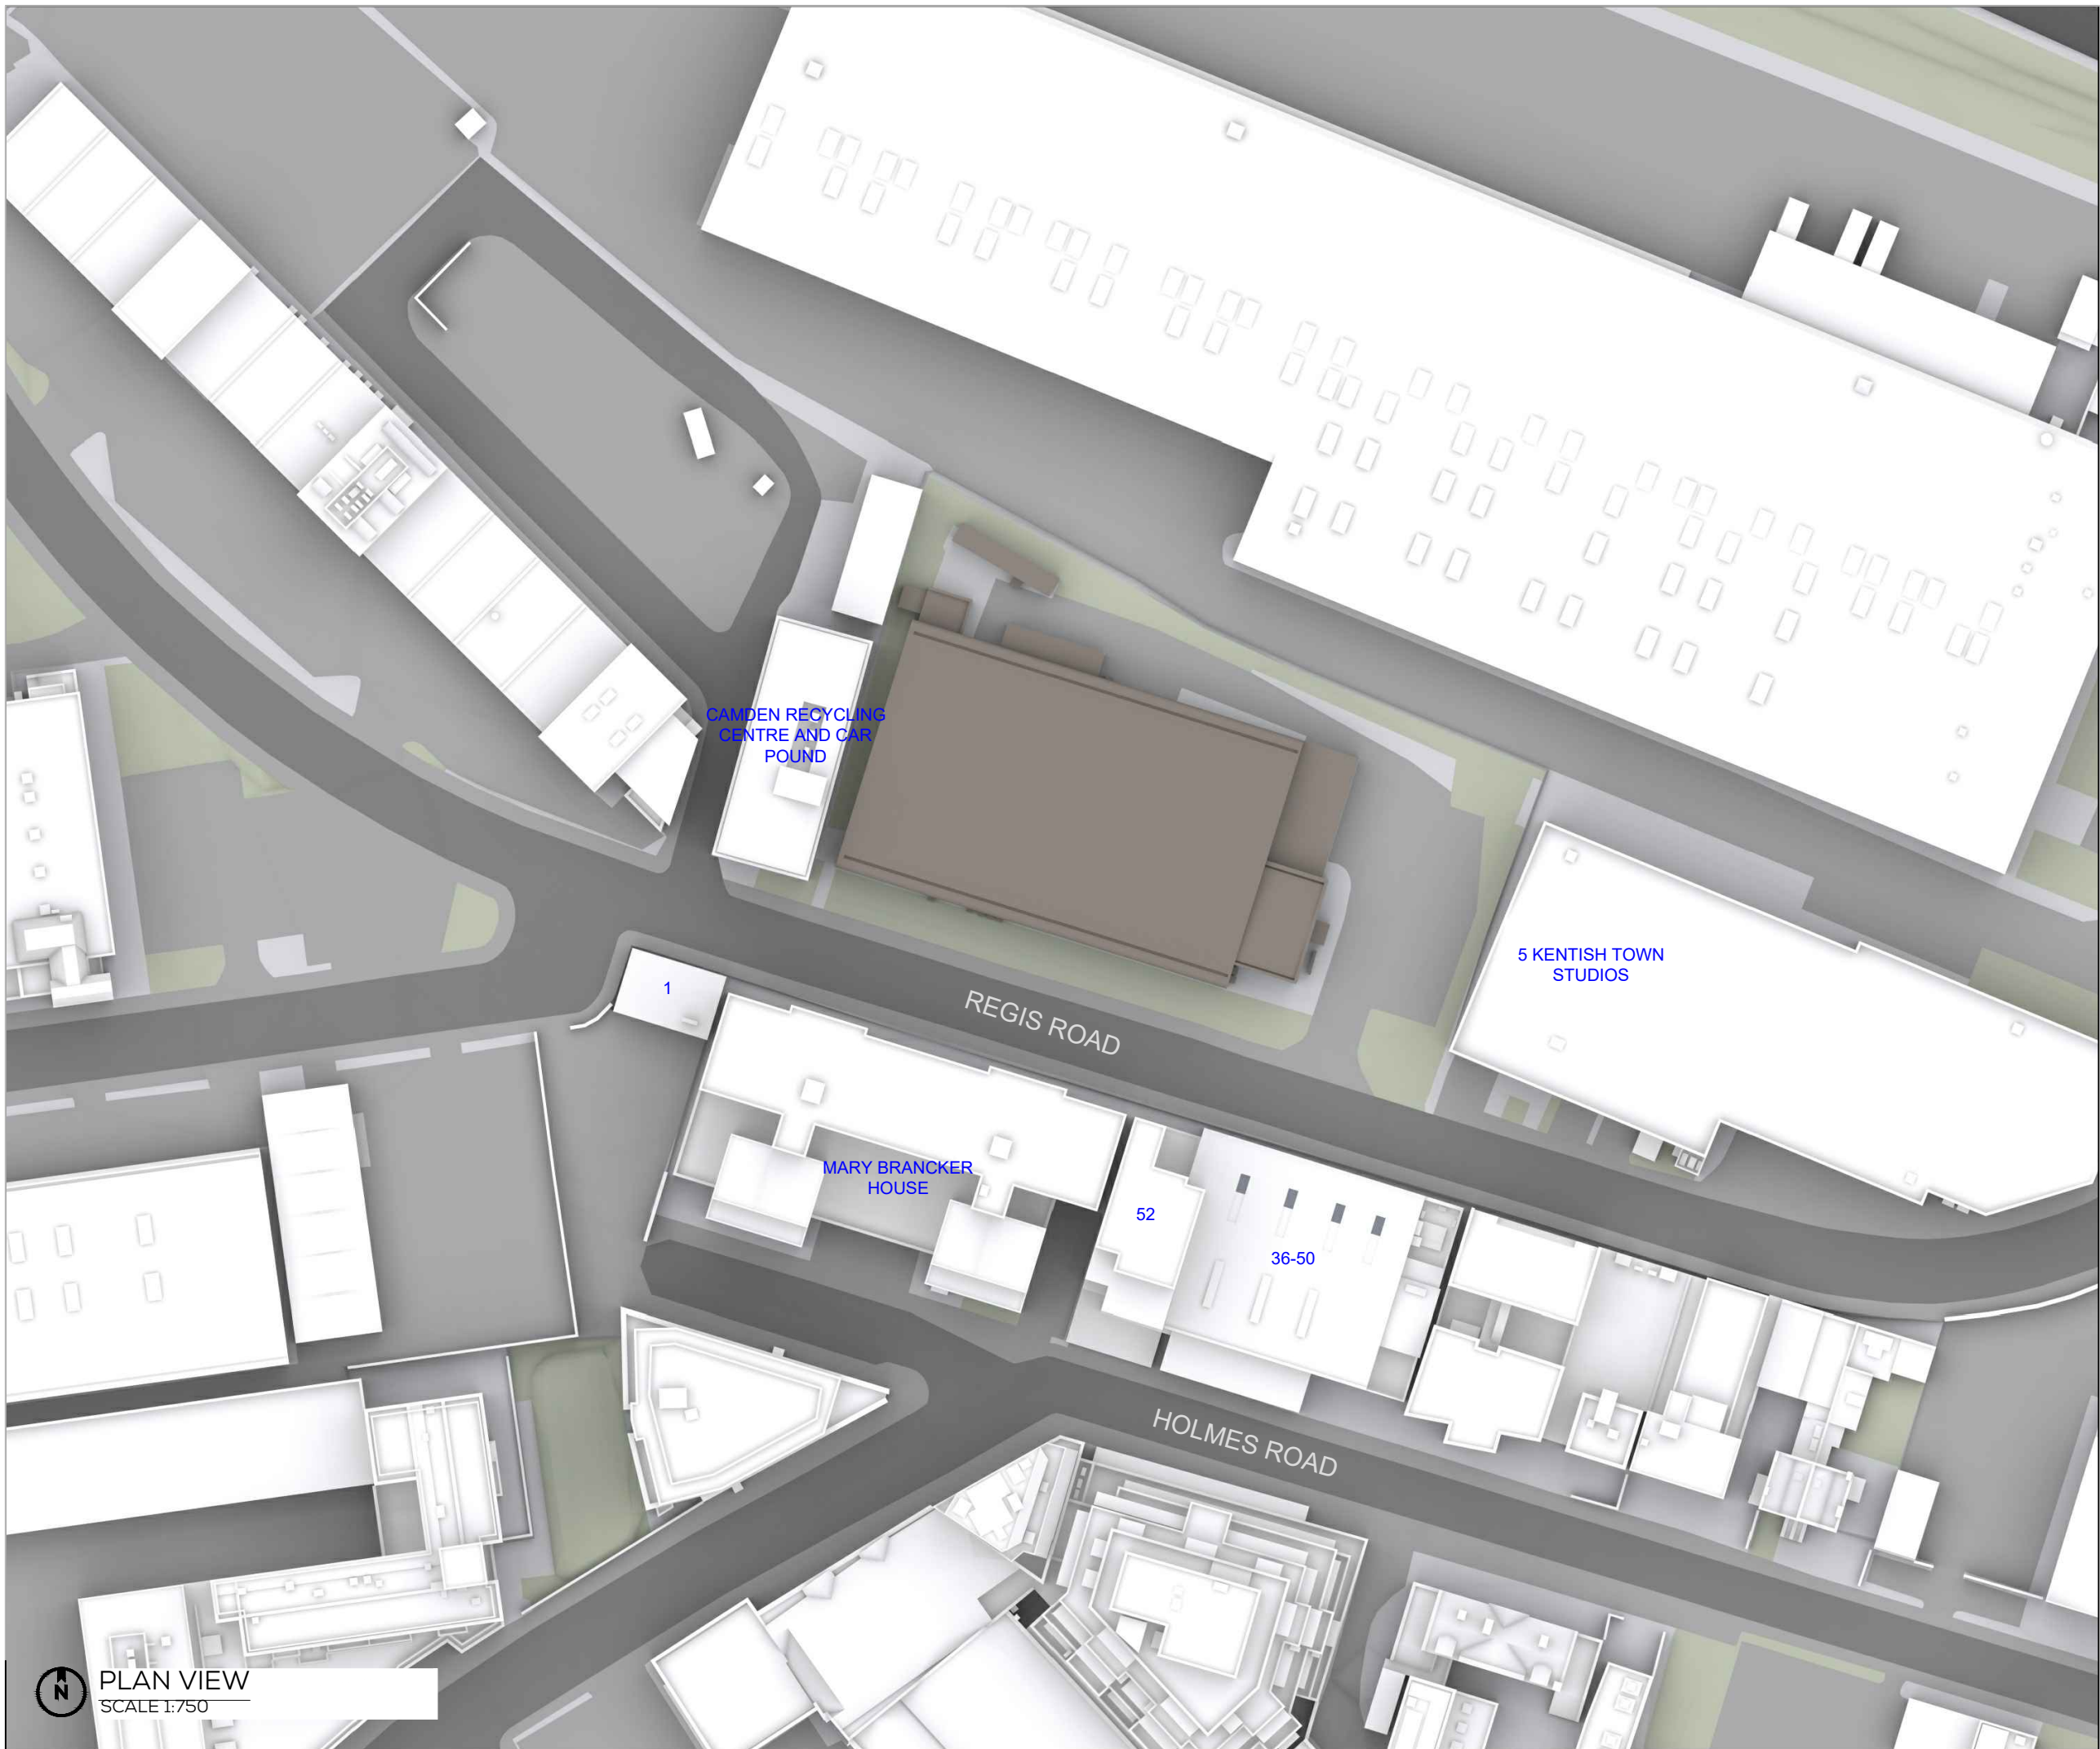 CAMDEN RECYCLING
CENTRE AND CAR
POUND
5 KENTISH TOWN
STUDIOS
1
REGIS ROAD
MARY BRANCKER
HOUSE
52
36-50
HOLMES ROAD
N
PLAN VIEW
SCALE 1:750